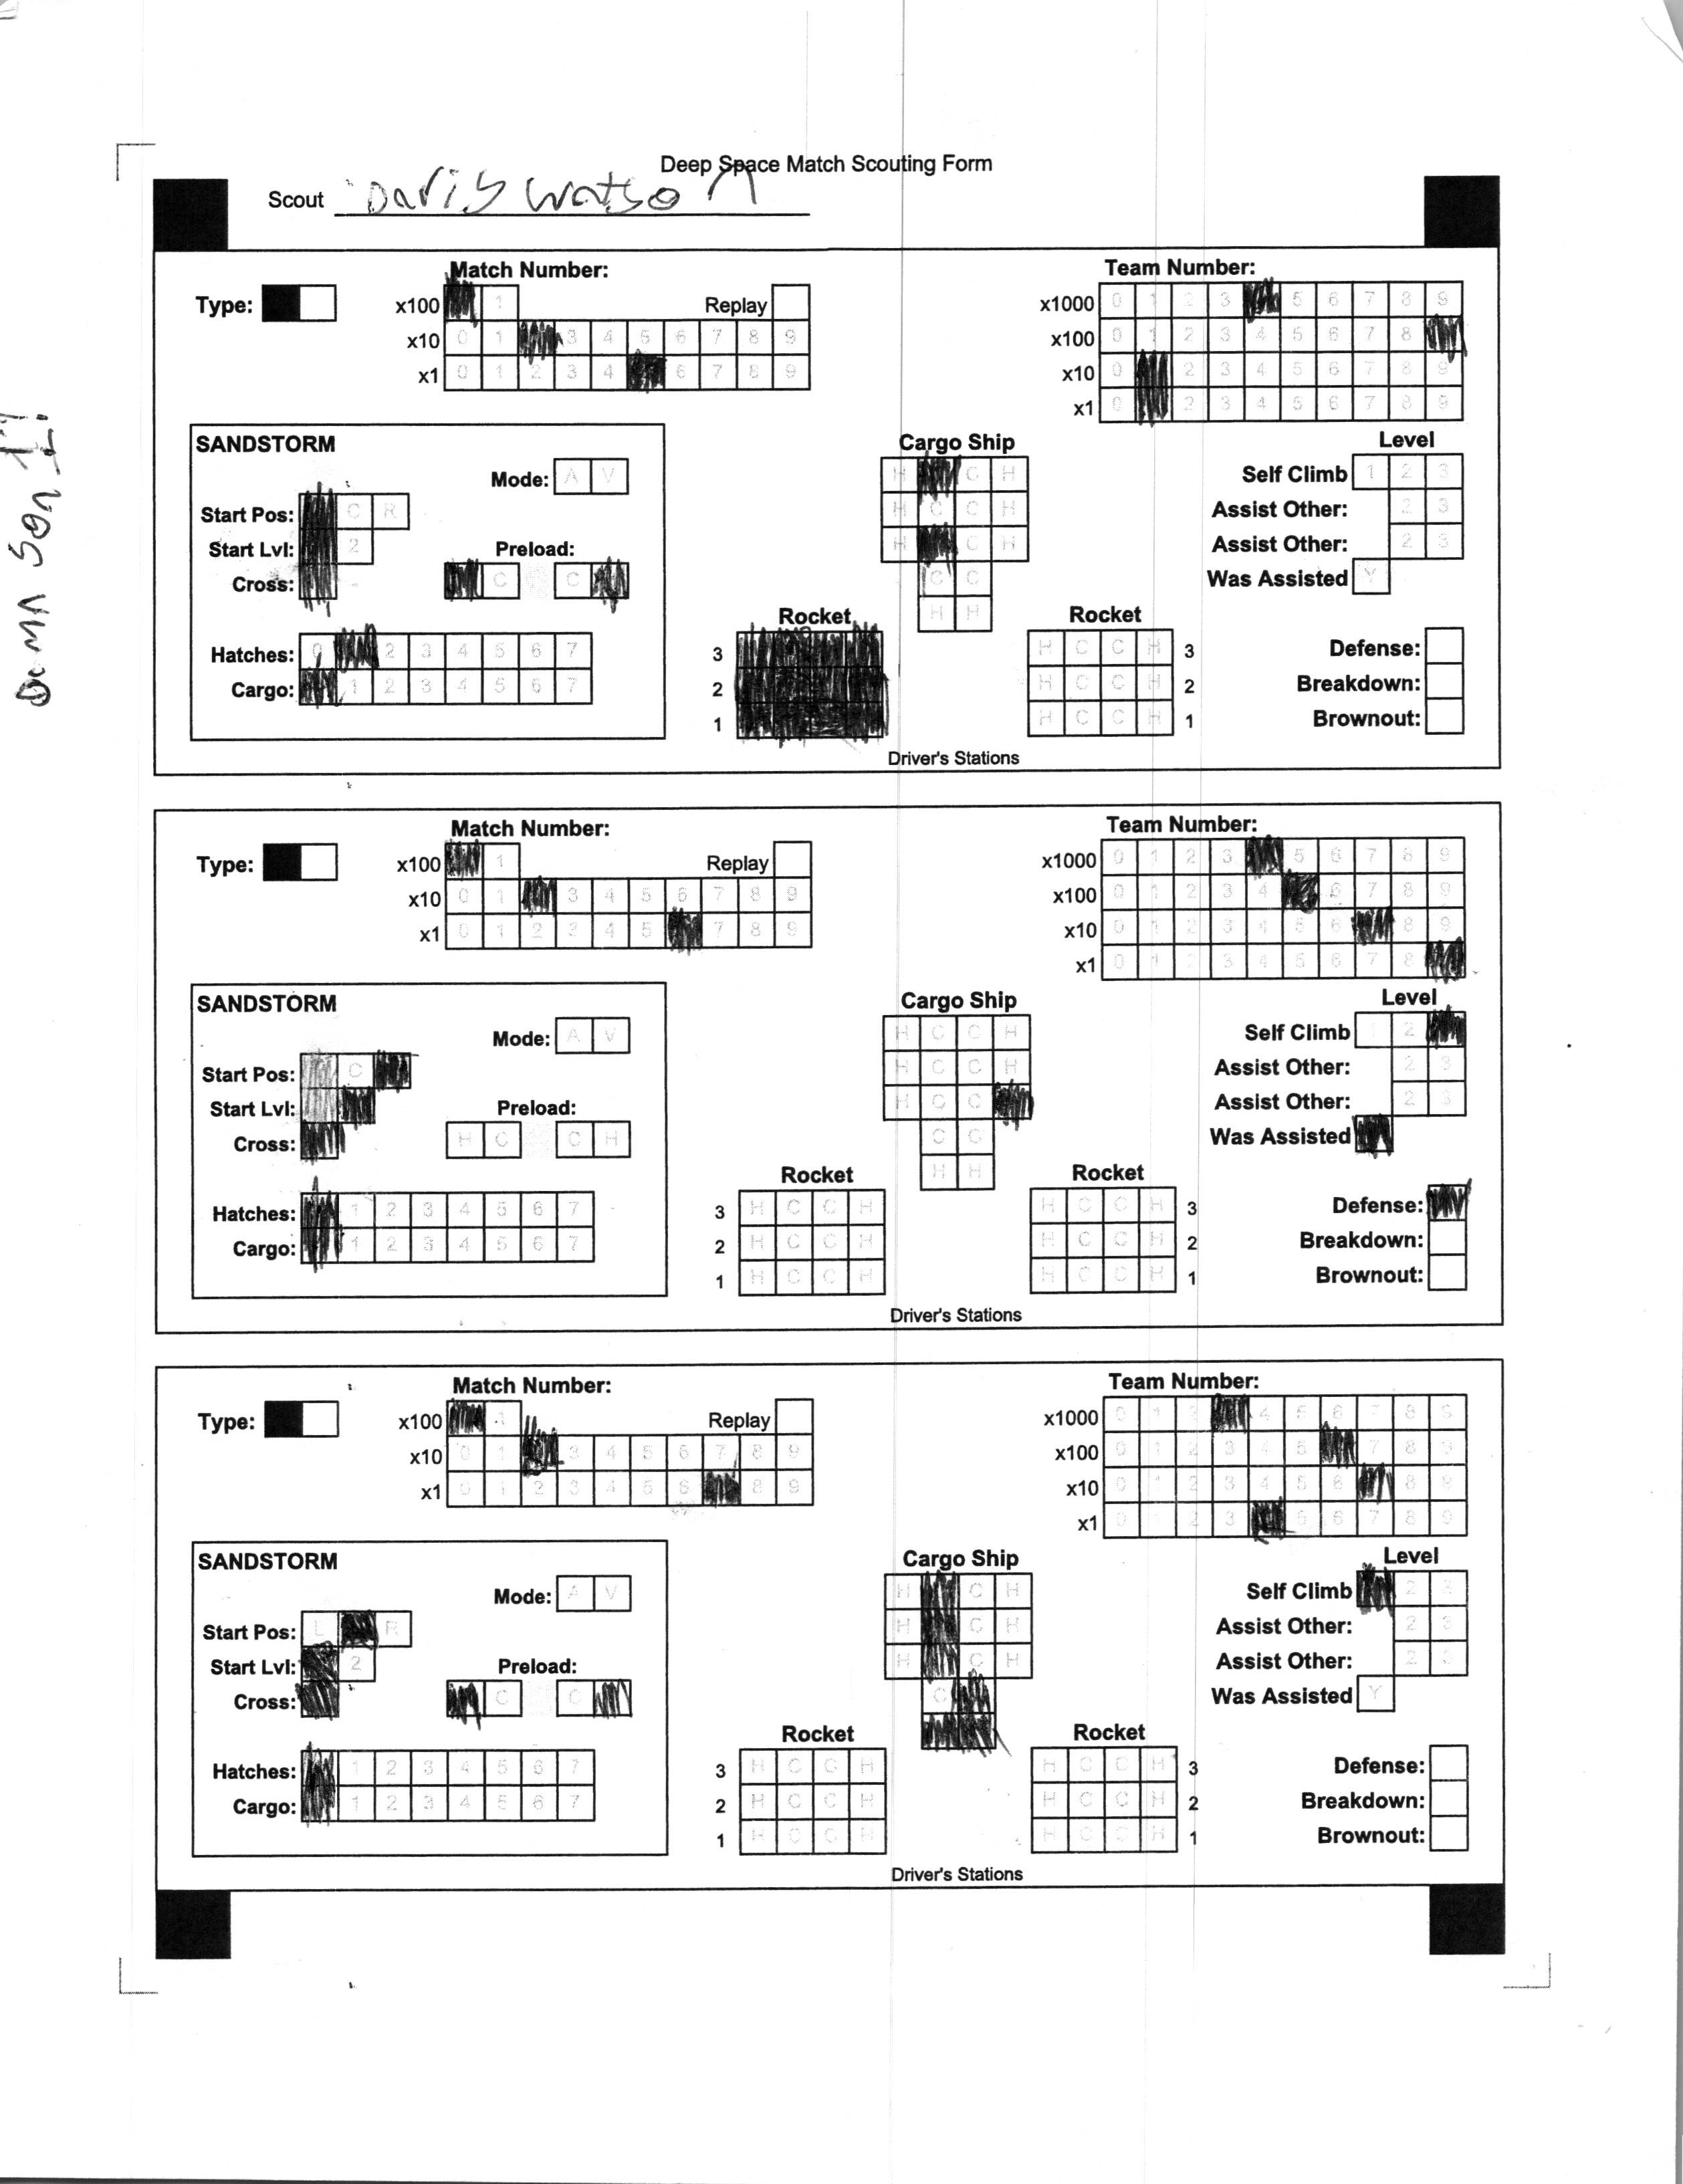 Deep Space Match Scouting Form
Scout Daris Watson
Damn Son !!
Match Number:
Team Number:
Type:
x100 1 Replay
x10 0 1 3 4 5 6 7 8 9
x1 0 1 2 3 4 6 7 8 9
x1000 0 1 2 3 5 6 7 8 9
x100 0 1 2 3 4 5 6 7 8
x10 0 2 3 4 5 6 7 8 9
x1 0 2 3 4 5 6 7 8 9
SANDSTORM
Mode: A V
Start Pos: C R
Start Lvl: 2
Preload:
Cross: C C
Hatches: 0 2 3 4 5 6 7
Cargo: 1 2 3 4 5 6 7
Cargo Ship
H C H
H C C H
H C H
C C
H H
Level
Self Climb 1 2 3
Assist Other: 2 3
Assist Other: 2 3
Was Assisted Y
Rocket
3
2
1
Rocket
H C C H 3
H C C H 2
H C C H 1
Defense:
Breakdown:
Brownout:
Driver's Stations
Match Number:
Team Number:
Type:
x100 1 Replay
x10 0 1 3 4 5 6 7 8 9
x1 0 1 2 3 4 5 7 8 9
x1000 0 1 2 3 5 6 7 8 9
x100 0 1 2 3 4 6 7 8 9
x10 0 1 2 3 4 5 6 8 9
x1 0 1 2 3 4 5 6 7 8
SANDSTORM
Mode: A V
Start Pos: C
Start Lvl:
Preload:
Cross: H C C H
Hatches: 1 2 3 4 5 6 7
Cargo: 1 2 3 4 5 6 7
Cargo Ship
H C C H
H C C H
H C C
C C
H H
Level
Self Climb 1 2
Assist Other: 2 3
Assist Other: 2 3
Was Assisted
Rocket
3 H C C H
2 H C C H
1 H C C H
Rocket
H C C H 3
H C C H 2
H C C H 1
Defense:
Breakdown:
Brownout:
Driver's Stations
Match Number:
Team Number:
Type:
x100 1 Replay
x10 0 1 3 4 5 6 7 8 9
x1 0 1 2 3 4 5 6 8 9
x1000 0 1 2 4 5 6 7 8 9
x100 0 1 2 3 4 5 7 8 9
x10 0 1 2 3 4 5 6 8 9
x1 0 1 2 3 5 6 7 8 9
SANDSTORM
Mode: A V
Start Pos: L R
Start Lvl: 2
Preload:
Cross: C C
Hatches: 1 2 3 4 5 6 7
Cargo: 1 2 3 4 5 6 7
Cargo Ship
H C H
H C H
H C H
C
Level
Self Climb 2 3
Assist Other: 2 3
Assist Other: 2 3
Was Assisted Y
Rocket
3 H C C H
2 H C C H
1 H C C H
Rocket
H C C H 3
H C C H 2
H C C H 1
Defense:
Breakdown:
Brownout:
Driver's Stations